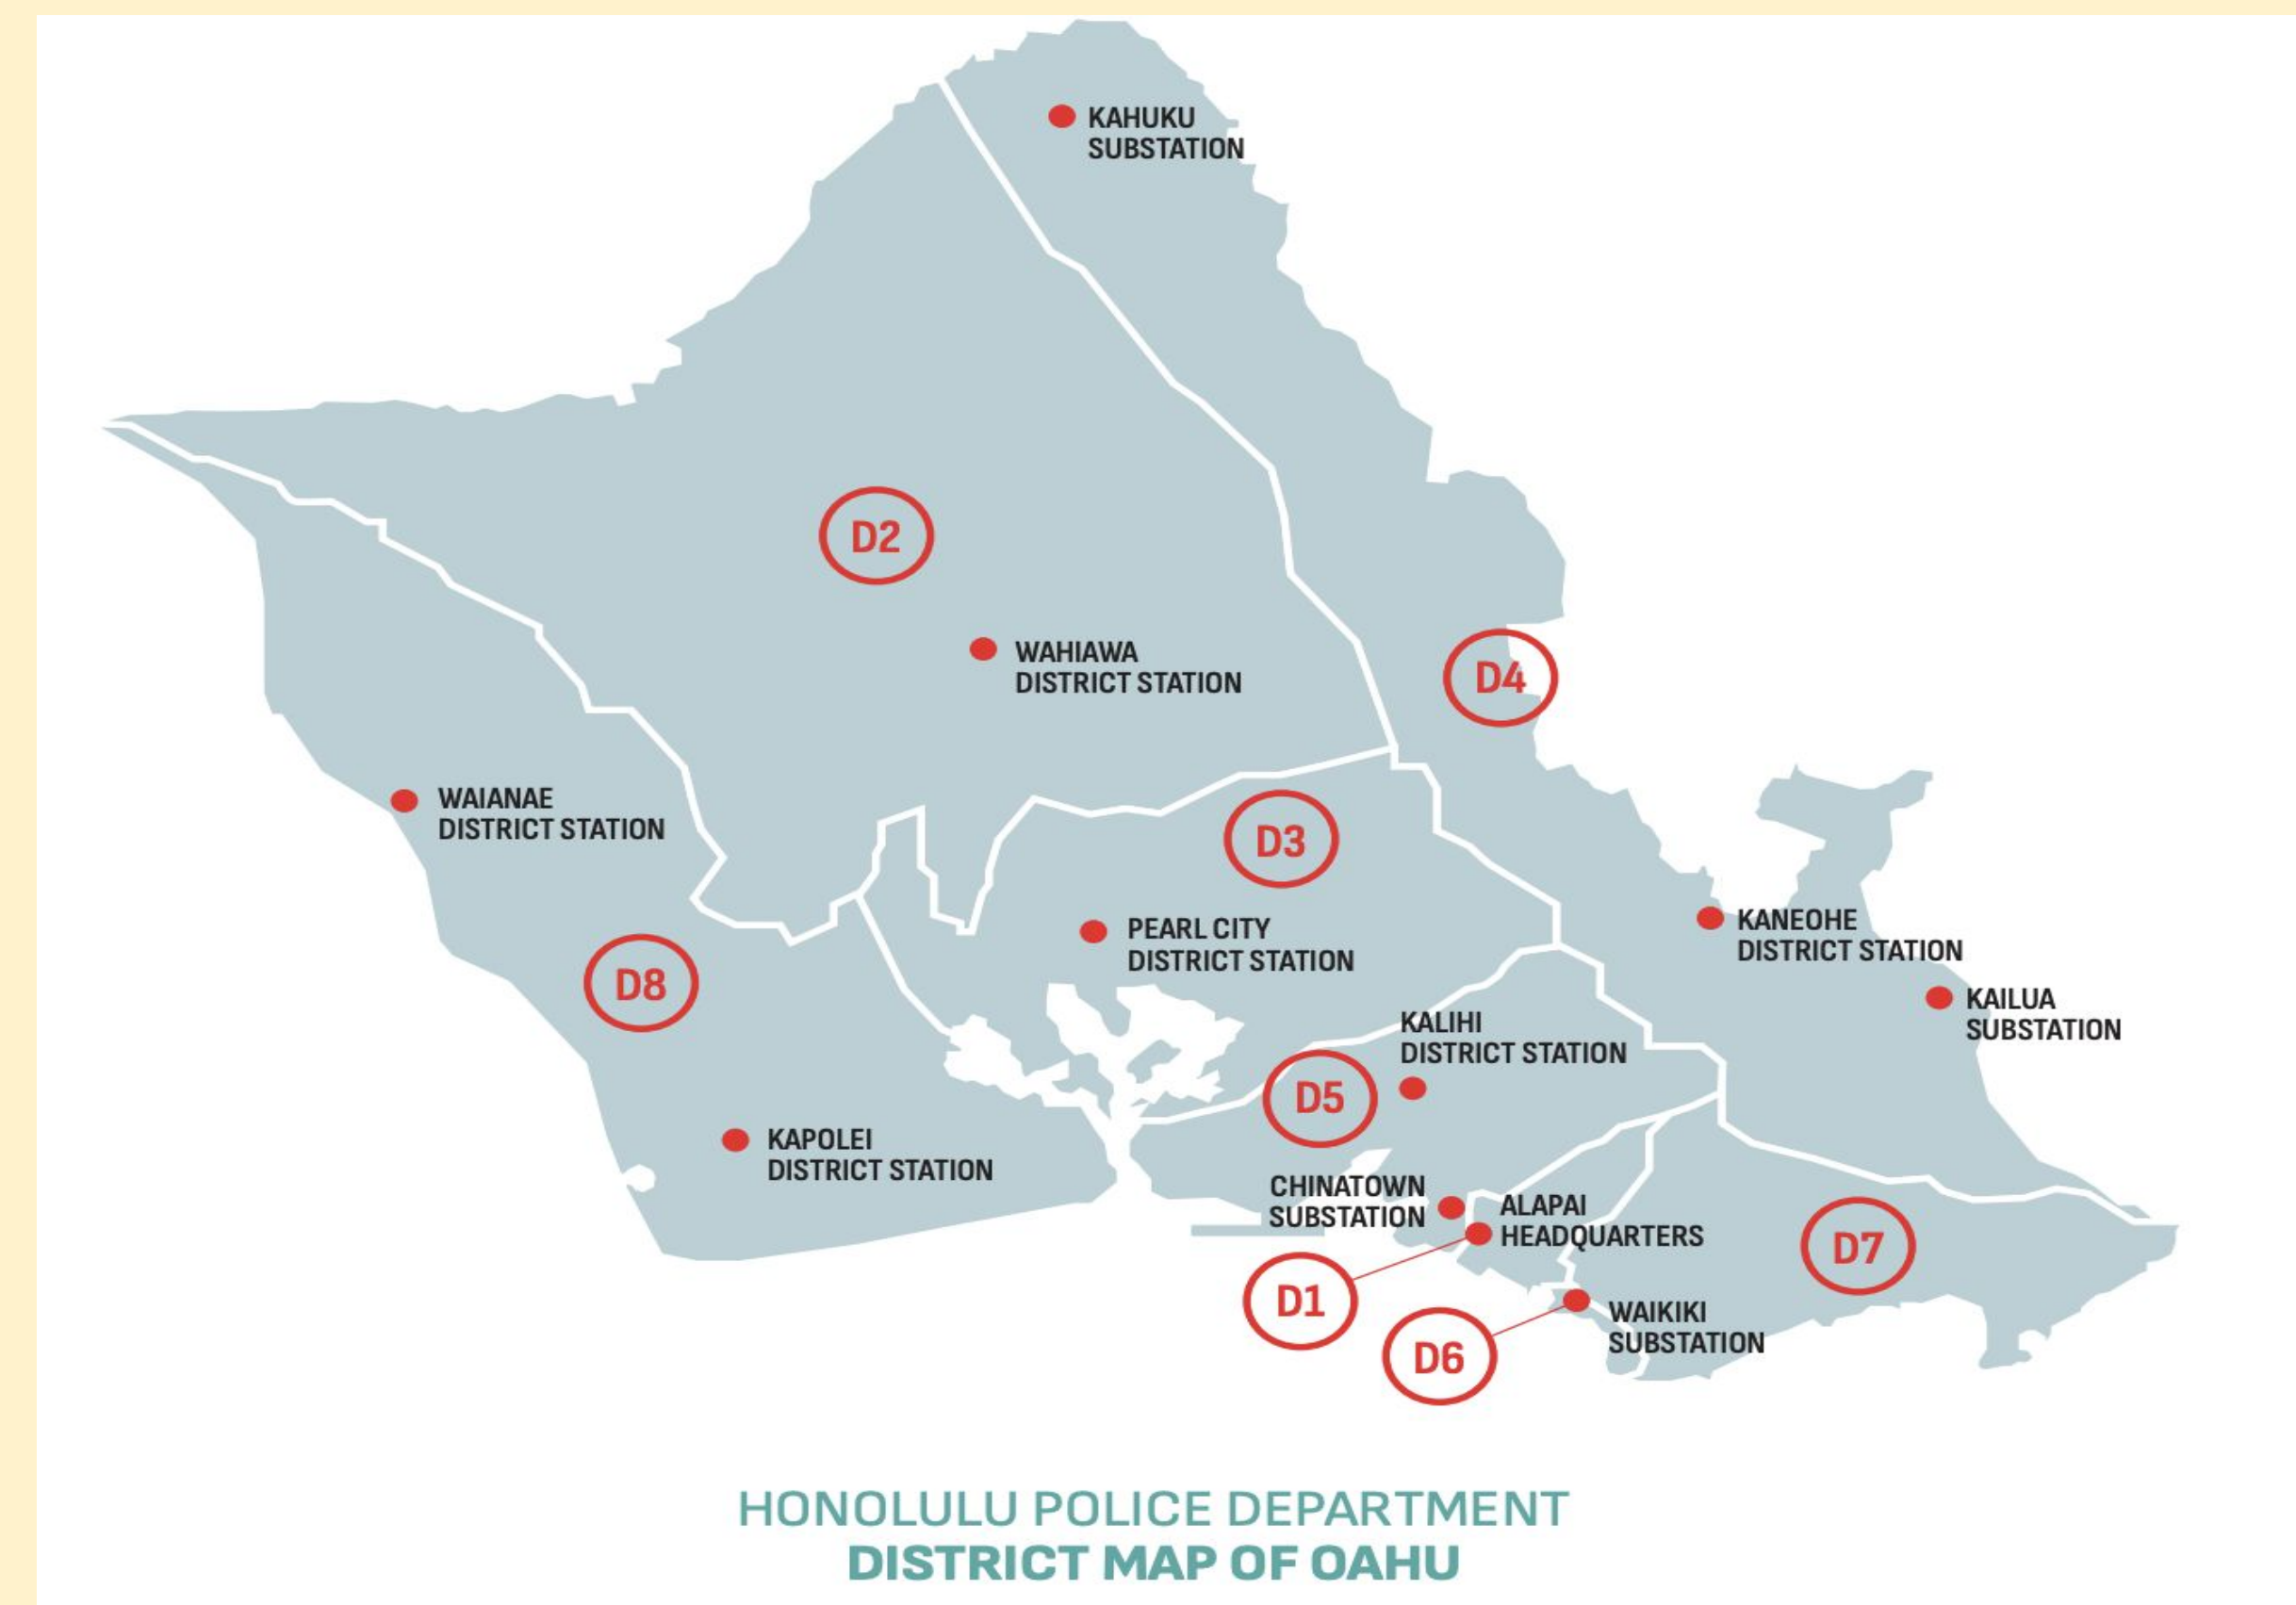 KAHUKU
SUBSTATION
D2
WAHIAWA
DISTRICT STATION
D4
WAIANAE
DISTRICT STATION
D3
PEARL CITY
DISTRICT STATION
KANEOHE
DISTRICT STATION
D8
KAILUA
SUBSTATION
KALIHI
DISTRICT STATION
D5
KAPOLEI
DISTRICT STATION
CHINATOWN
SUBSTATION
ALAPAI
HEADQUARTERS
D7
D1
WAIKIKI
SUBSTATION
D6
HONOLULU POLICE DEPARTMENT
DISTRICT MAP OF OAHU